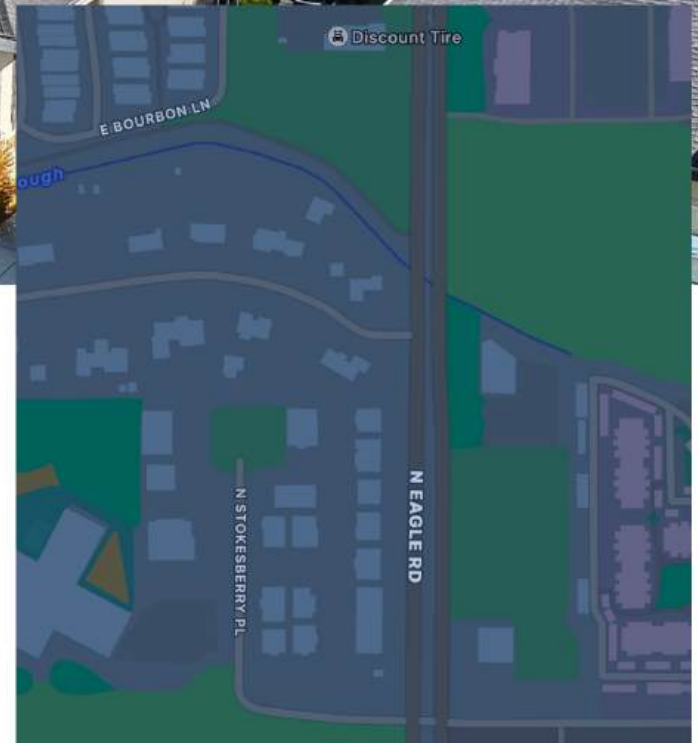 Discount Tire
E BOURBON LN
ough
N EAGLE RD
N STOKESBERRY PL